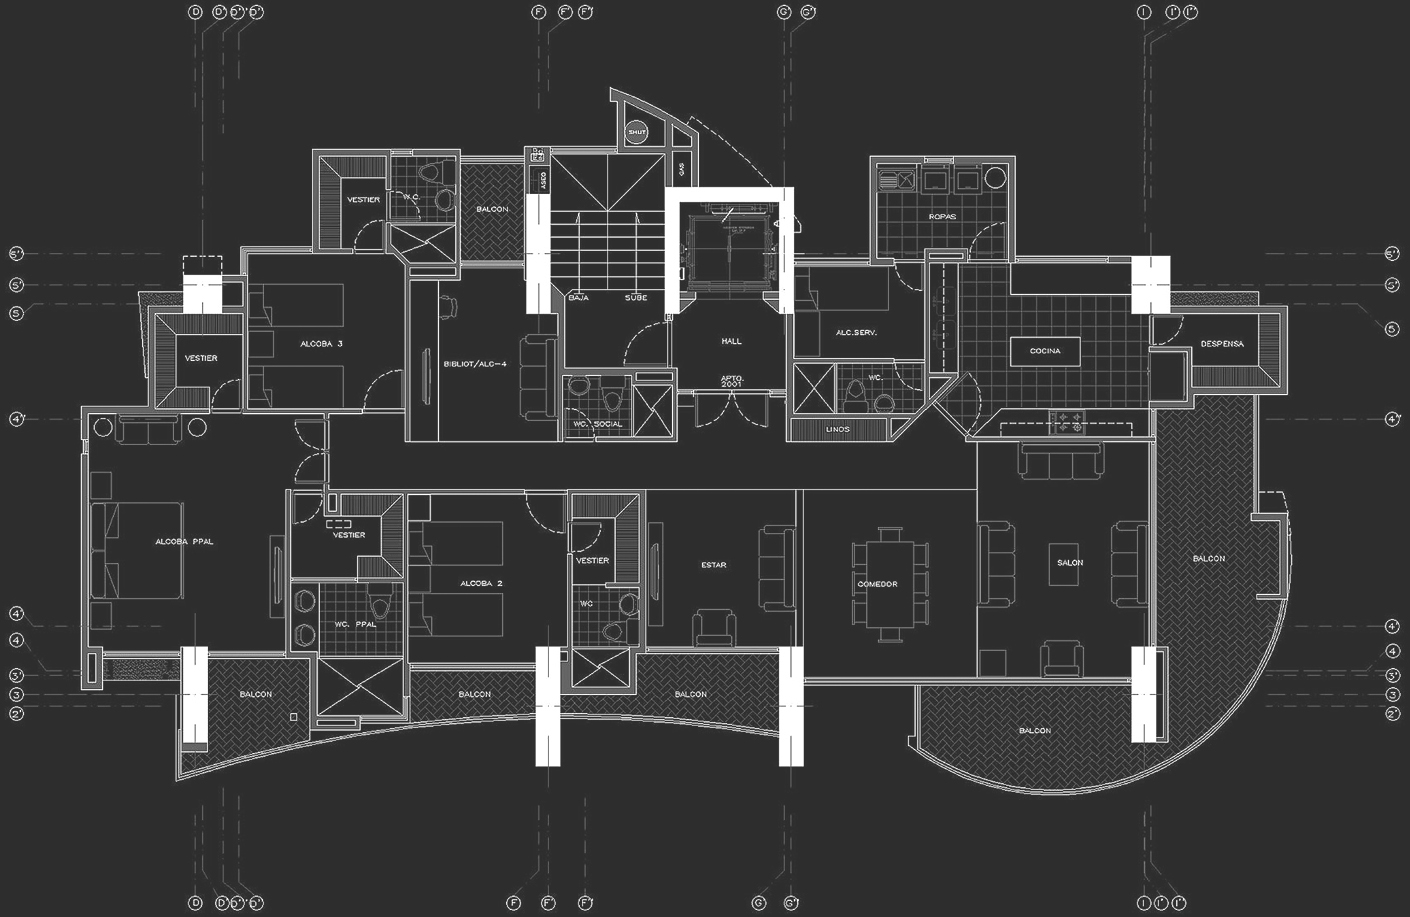 D D' D'' D'' F F' F'' G G'' I I' I''
SHUT
GAS
ASEO
VESTIER
W.C.
BALCON
ROPAS
6' 6'
5' 5'
5 5
BAJA SUBE
ALC.SERV.
HALL
ALCOBA 3
VESTIER
BIBLIOT/ALC-4
COCINA
DESPENSA
WC.
APTO.
2001
4'' 4''
WC. SOCIAL
LINOS
VESTIER
ALCOBA PPAL
VESTIER
ESTAR
SALON
BALCON
ALCOBA 2
COMEDOR
WC
WC. PPAL
4' 4'
4 4
3' 3'
3 3
2' 2'
BALCON
BALCON
BALCON
BALCON
D D' D'' D'' F F' F'' G G'' I I' I''